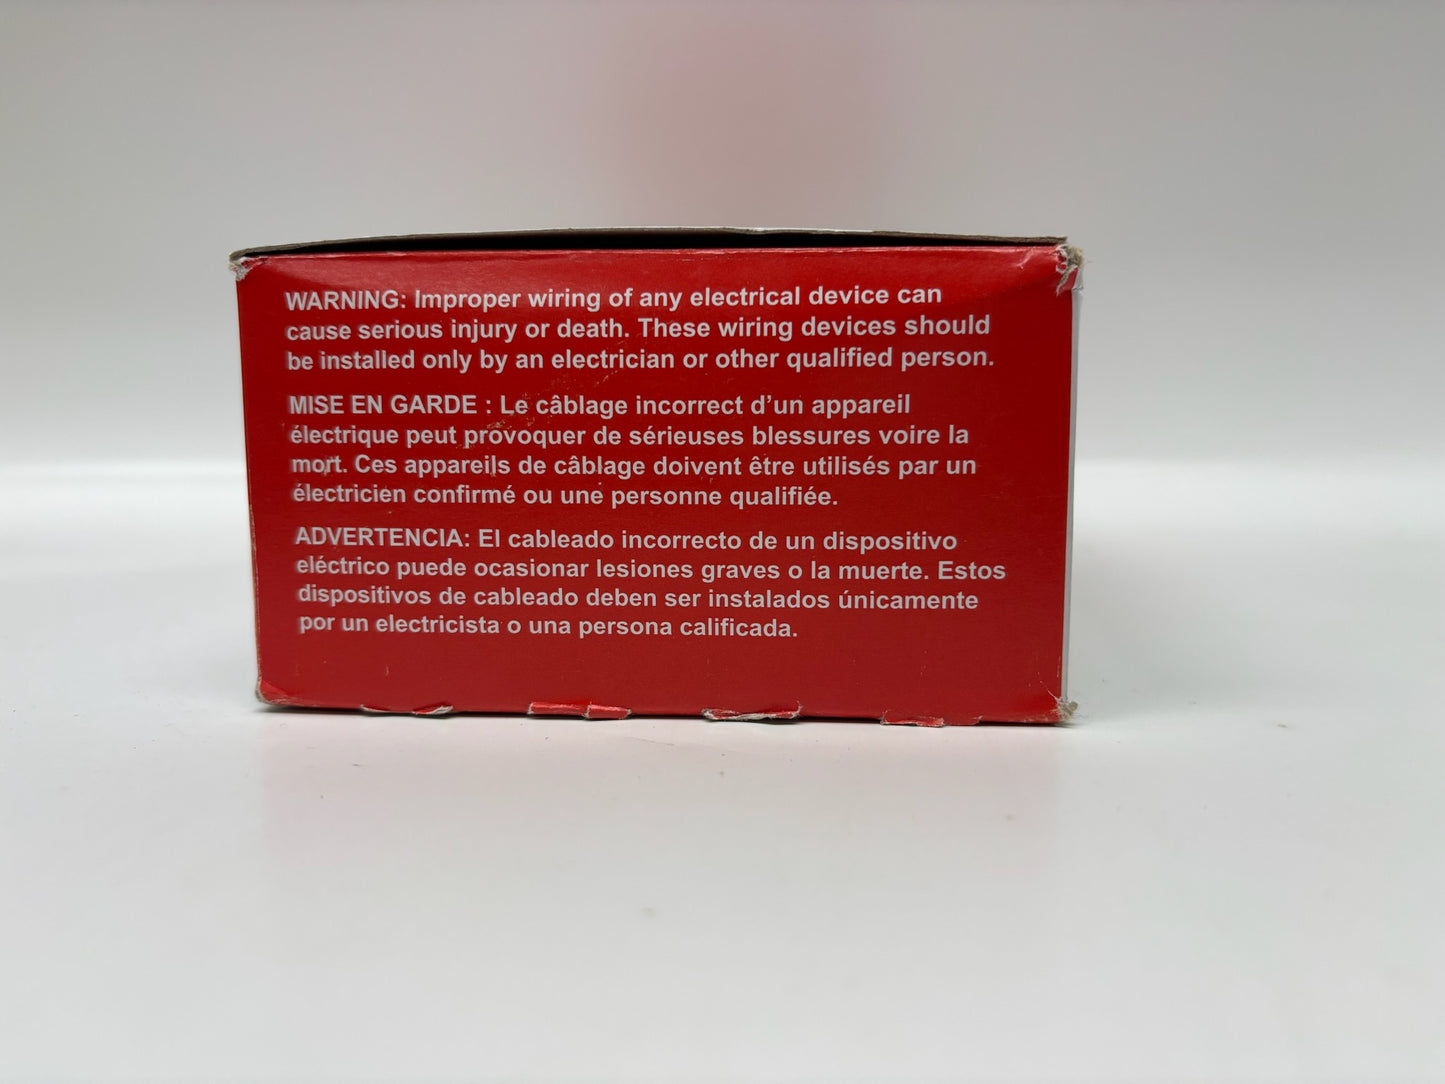 WARNING: Improper wiring of any electrical device can
cause serious injury or death. These wiring devices should
be installed only by an electrician or other qualified person.
MISE EN GARDE : Le câblage incorrect d'un appareil
électrique peut provoquer de sérieuses blessures voire la
mort. Ces appareils de câblage doivent être utilisés par un
électricien confirmé ou une personne qualifiée.
ADVERTENCIA: El cableado incorrecto de un dispositivo
eléctrico puede ocasionar lesiones graves o la muerte. Estos
dispositivos de cableado deben ser instalados únicamente
por un electricista o una persona calificada.